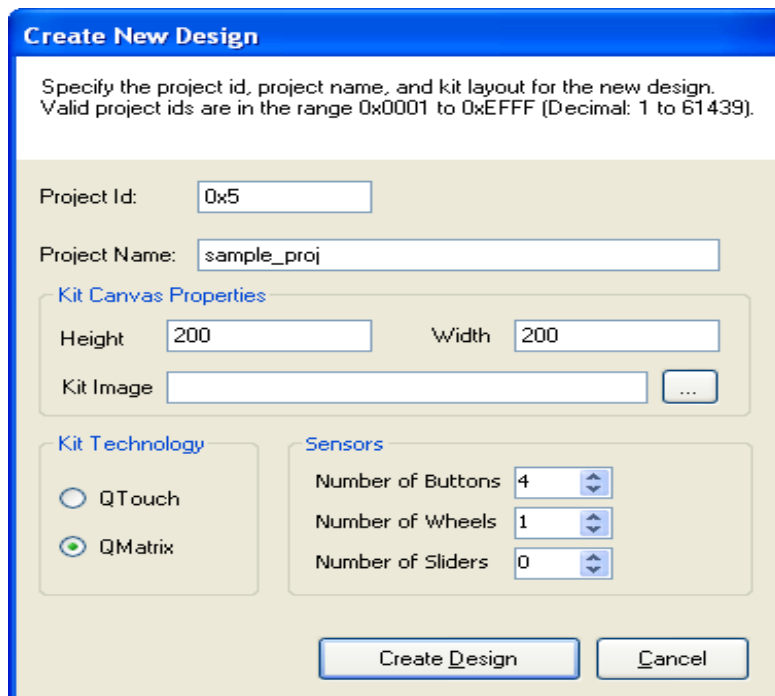 Create New Design
Specify the project id, project name, and kit layout for the new design.
Valid project ids are in the range 0x0001 to 0xEFFF (Decimal: 1 to 61439).
Project Id: 0x5
Project Name: sample_proj
Kit Canvas Properties
Height 200 Width 200
Kit Image ...
Kit Technology
QTouch
QMatrix
Sensors
Number of Buttons 4
Number of Wheels 1
Number of Sliders 0
Create Design Cancel